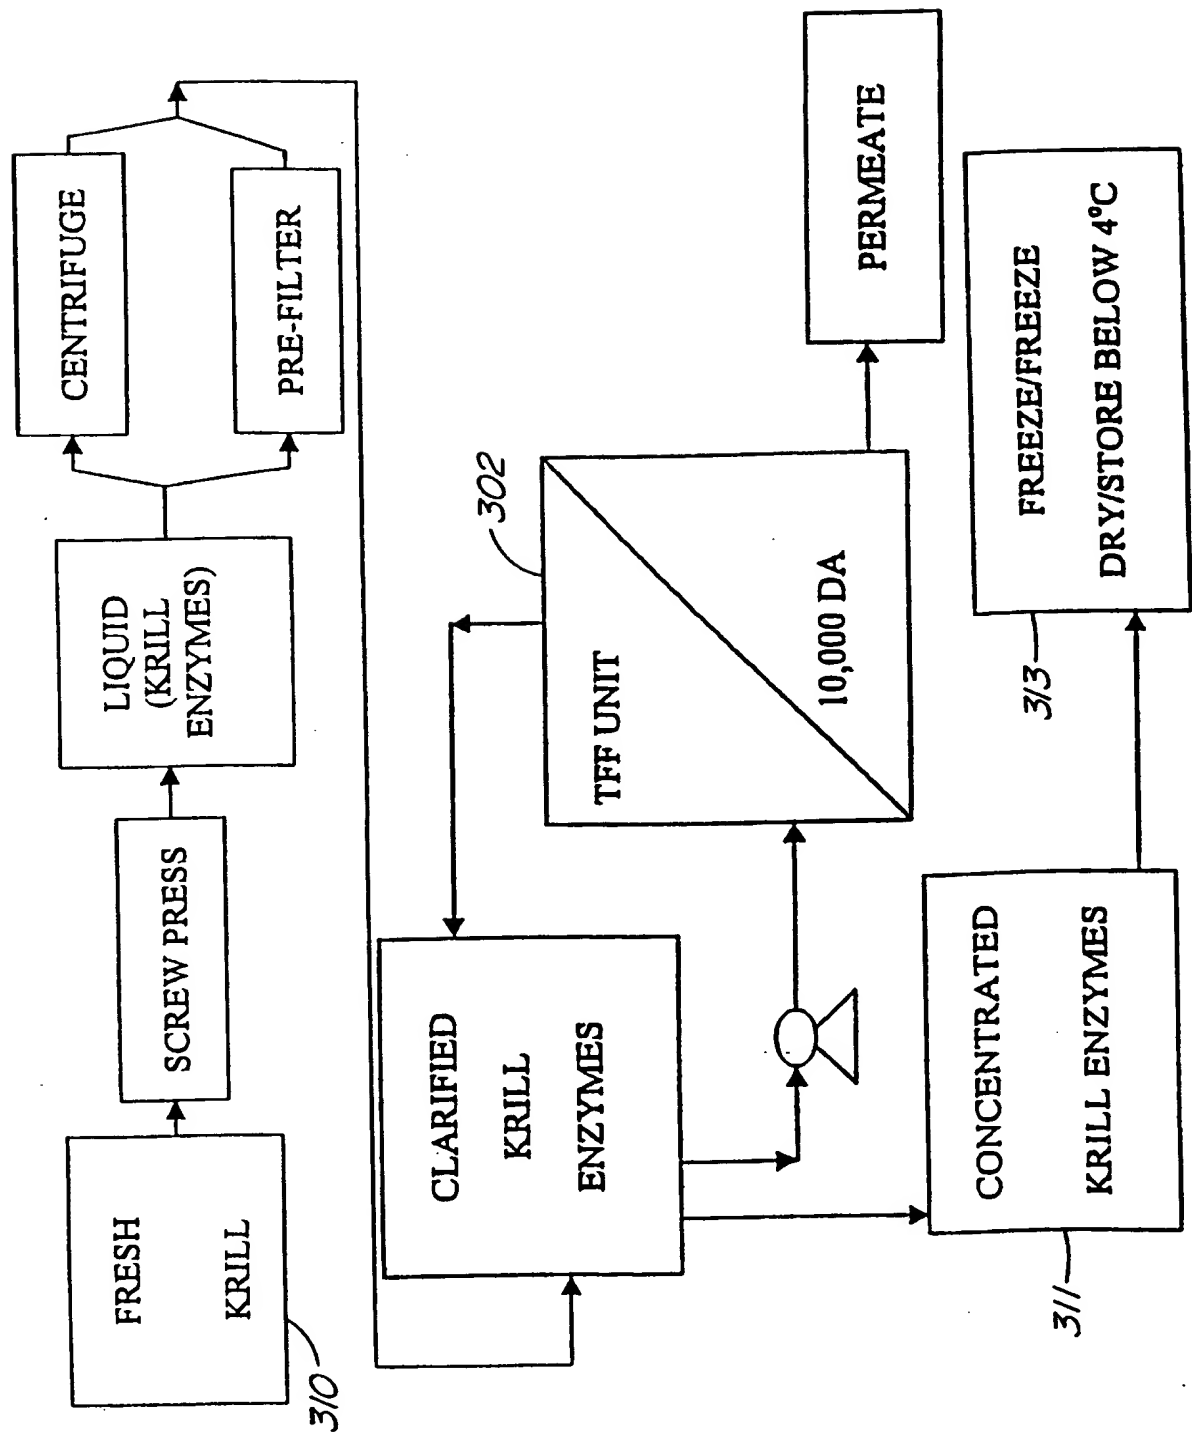 FRESH
KRILL
310
SCREW PRESS
LIQUID
(KRILL
ENZYMES)
CENTRIFUGE
PRE-FILTER
CLARIFIED
KRILL
ENZYMES
TFF UNIT
10,000 DA
302
PERMEATE
CONCENTRATED
KRILL ENZYMES
311
FREEZE/FREEZE
DRY/STORE BELOW 4°C
313